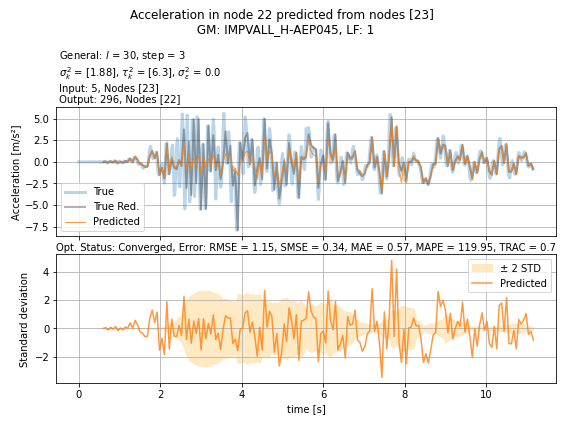 Acceleration in node 22 predicted from nodes [23]
GM: IMPVALL_H-AEP045, LF: 1
General: l = 30, step = 3
σ²ₖ = [1.88], τ²ₖ = [6.3], σ²ε = 0.0
Input: 5, Nodes [23]
Output: 296, Nodes [22]
5.0
2.5
0.0
−2.5
−5.0
−7.5
Acceleration [m/s²]
True
True Red.
Predicted
Opt. Status: Converged, Error: RMSE = 1.15, SMSE = 0.34, MAE = 0.57, MAPE = 119.95, TRAC = 0.7
4
2
0
−2
Standard deviation
± 2 STD
Predicted
0 2 4 6 8 10
time [s]